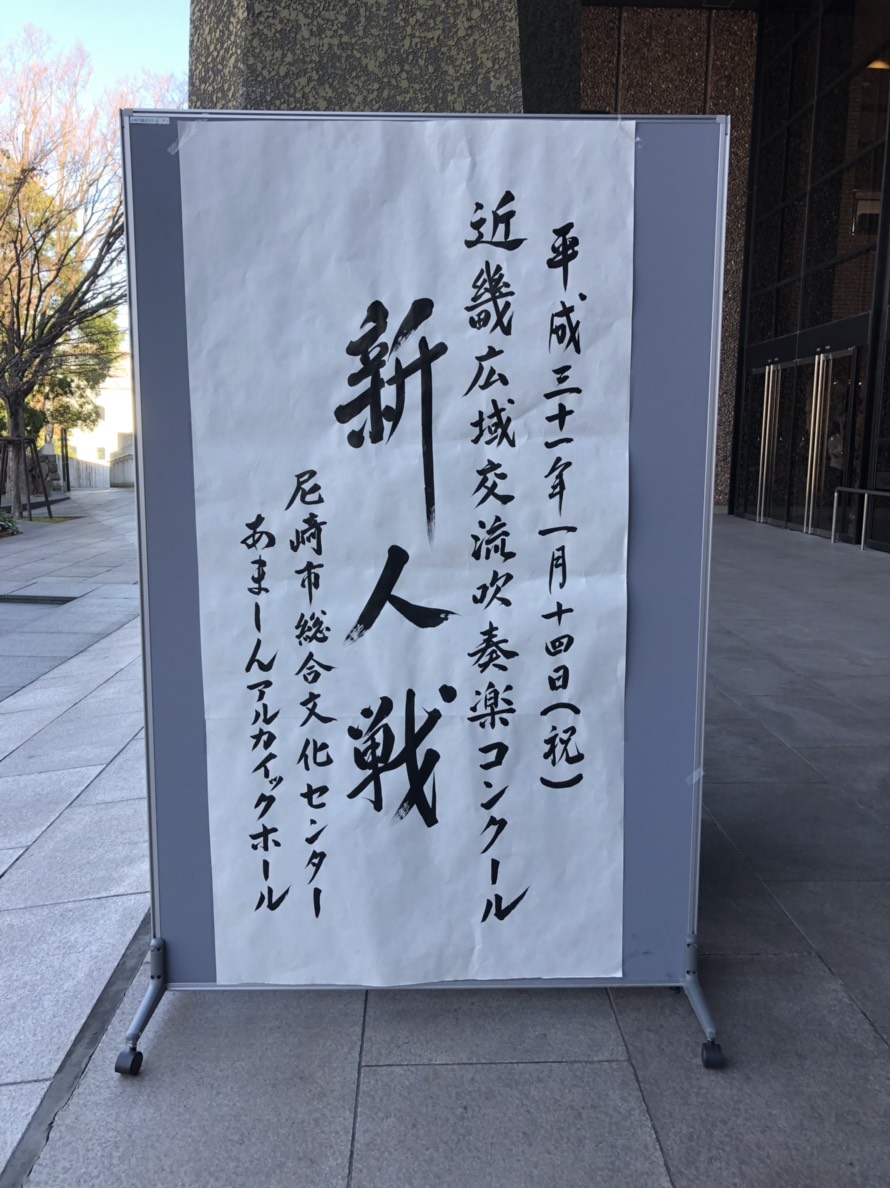 平成三十一年一月十四日(祝)
近畿広域交流吹奏楽コンクール
新人戦
尼崎市総合文化センター
あましんアルカイックホール